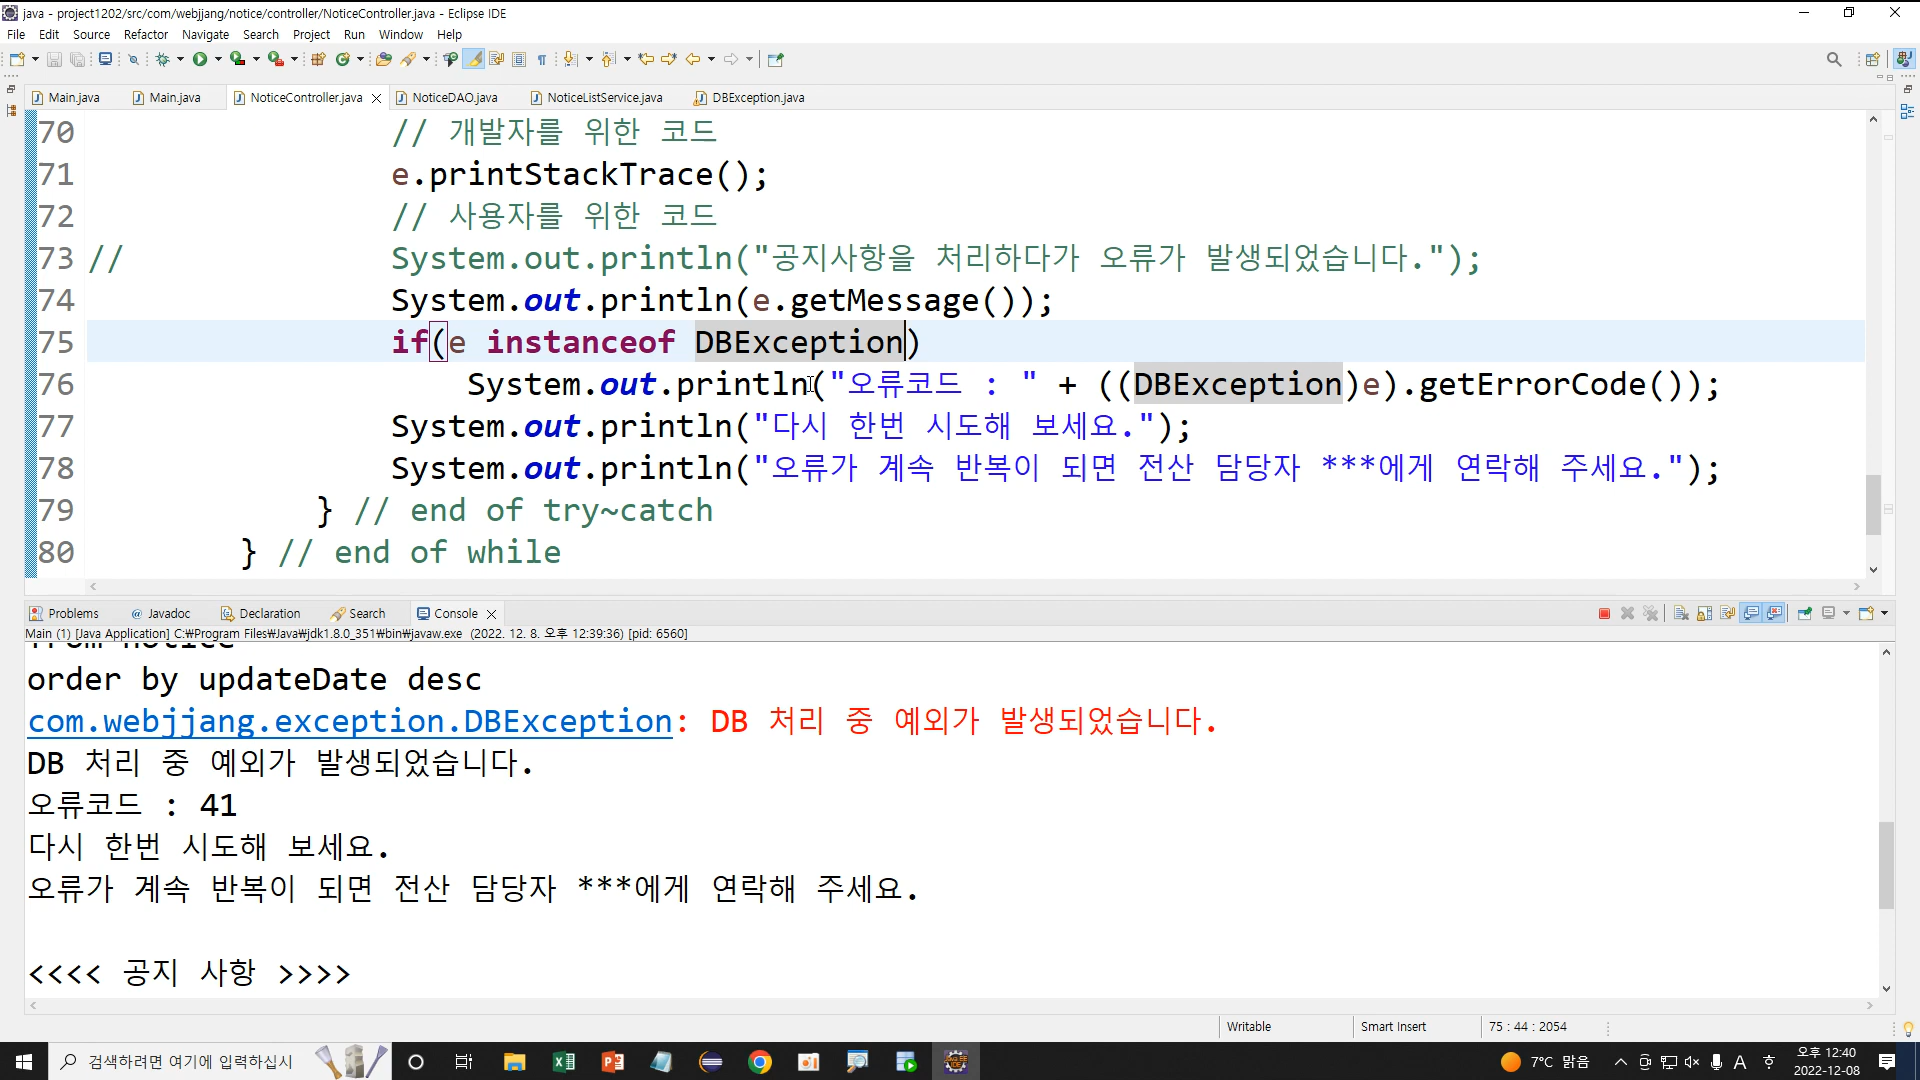 java - project1202/src/com/webjjang/notice/controller/NoticeController.java - Eclipse IDE
File Edit Source Refactor Navigate Search Project Run Window Help
Main.java Main.java NoticeController.java NoticeDAO.java NoticeListService.java DBException.java
70 // 개발자를 위한 코드
71 e.printStackTrace();
72 // 사용자를 위한 코드
73 // System.out.println("공지사항을 처리하다가 오류가 발생되었습니다.");
74 System.out.println(e.getMessage());
75 if(e instanceof DBException)
76 System.out.println("오류코드 : " + ((DBException)e).getErrorCode());
77 System.out.println("다시 한번 시도해 보세요.");
78 System.out.println("오류가 계속 반복이 되면 전산 담당자 ***에게 연락해 주세요.");
79 } // end of try~catch
80 } // end of while
Problems @ Javadoc Declaration Search Console
Main (1) [Java Application] C:₩Program Files₩Java₩jdk1.8.0_351₩bin₩javaw.exe (2022. 12. 8. 오후 12:39:36) [pid: 6560]
from notice
order by updateDate desc
com.webjjang.exception.DBException: DB 처리 중 예외가 발생되었습니다.
DB 처리 중 예외가 발생되었습니다.
오류코드 : 41
다시 한번 시도해 보세요.
오류가 계속 반복이 되면 전산 담당자 ***에게 연락해 주세요.
<<<< 공지 사항 >>>>
Writable Smart Insert 75 : 44 : 2054
검색하려면 여기에 입력하십시 7°C 맑음 A 오후 12:40
2022-12-08